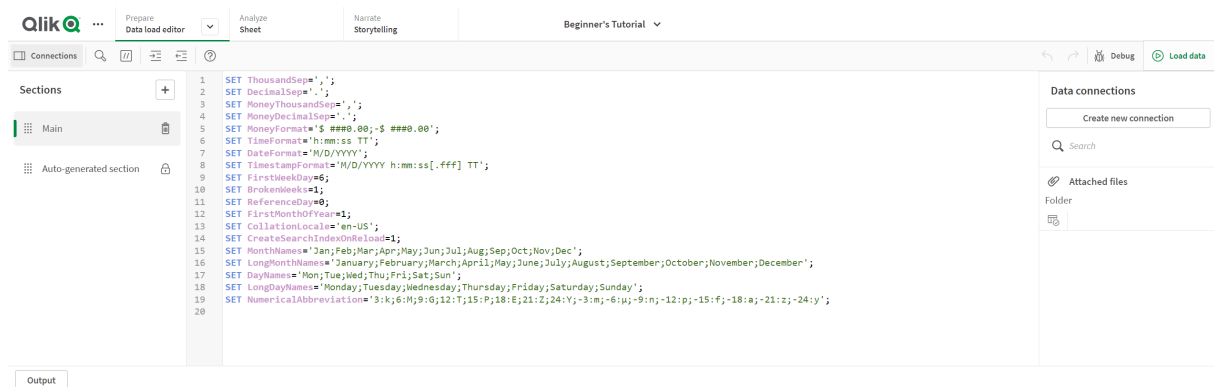 Qlik
Prepare
Data load editor
Analyze
Sheet
Narrate
Storytelling
Beginner's Tutorial
Connections
//
Debug
Load data
Sections
Main
Auto-generated section
1 SET ThousandSep=',';
2 SET DecimalSep='.';
3 SET MoneyThousandSep=',';
4 SET MoneyDecimalSep='.';
5 SET MoneyFormat='$ ###0.00;-$ ###0.00';
6 SET TimeFormat='h:mm:ss TT';
7 SET DateFormat='M/D/YYYY';
8 SET TimestampFormat='M/D/YYYY h:mm:ss[.fff] TT';
9 SET FirstWeekDay=6;
10 SET BrokenWeeks=1;
11 SET ReferenceDay=0;
12 SET FirstMonthOfYear=1;
13 SET CollationLocale='en-US';
14 SET CreateSearchIndexOnReload=1;
15 SET MonthNames='Jan;Feb;Mar;Apr;May;Jun;Jul;Aug;Sep;Oct;Nov;Dec';
16 SET LongMonthNames='January;February;March;April;May;June;July;August;September;October;November;December';
17 SET DayNames='Mon;Tue;Wed;Thu;Fri;Sat;Sun';
18 SET LongDayNames='Monday;Tuesday;Wednesday;Thursday;Friday;Saturday;Sunday';
19 SET NumericalAbbreviation='3:k;6:M;9:G;12:T;15:P;18:E;21:Z;24:Y;-3:m;-6:μ;-9:n;-12:p;-15:f;-18:a;-21:z;-24:y';
20
Data connections
Create new connection
Search
Attached files
Folder
Output